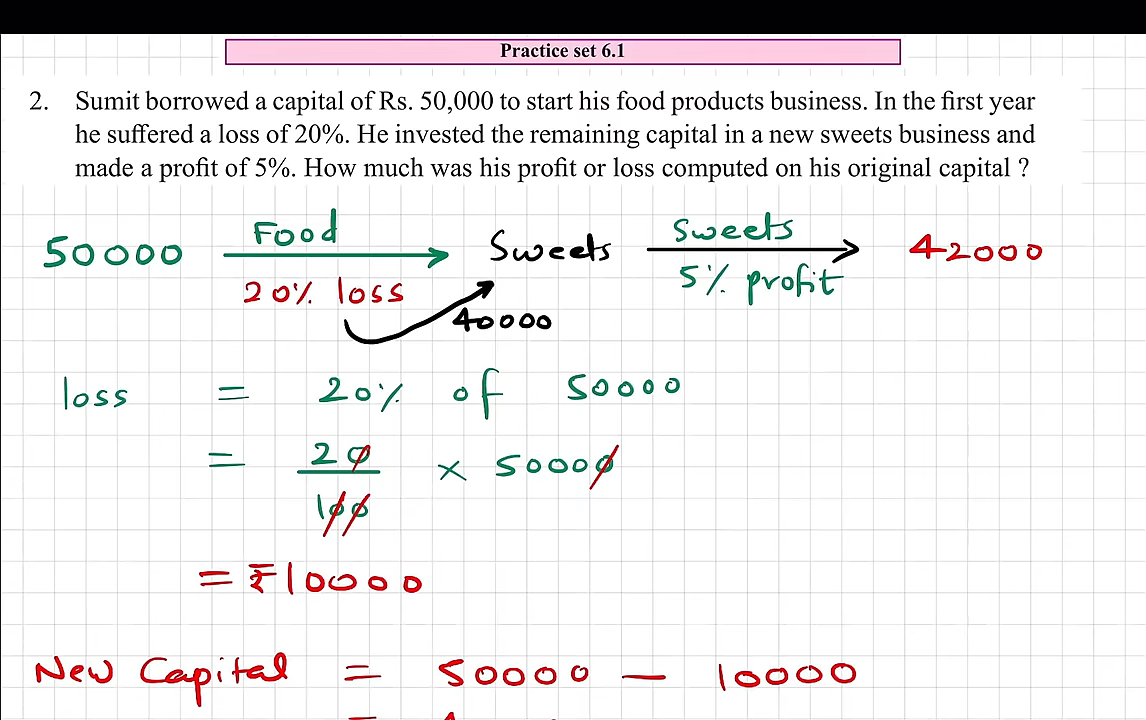 Practice set 6.1
2. Sumit borrowed a capital of Rs. 50,000 to start his food products business. In the first year
he suffered a loss of 20%. He invested the remaining capital in a new sweets business and
made a profit of 5%. How much was his profit or loss computed on his original capital ?
50000 Food Sweets Sweets 42000
20% loss 5% profit
40000
loss = 20% of 50000
= 20/100 × 50000
= ₹10000
New Capital = 50000 – 10000
=